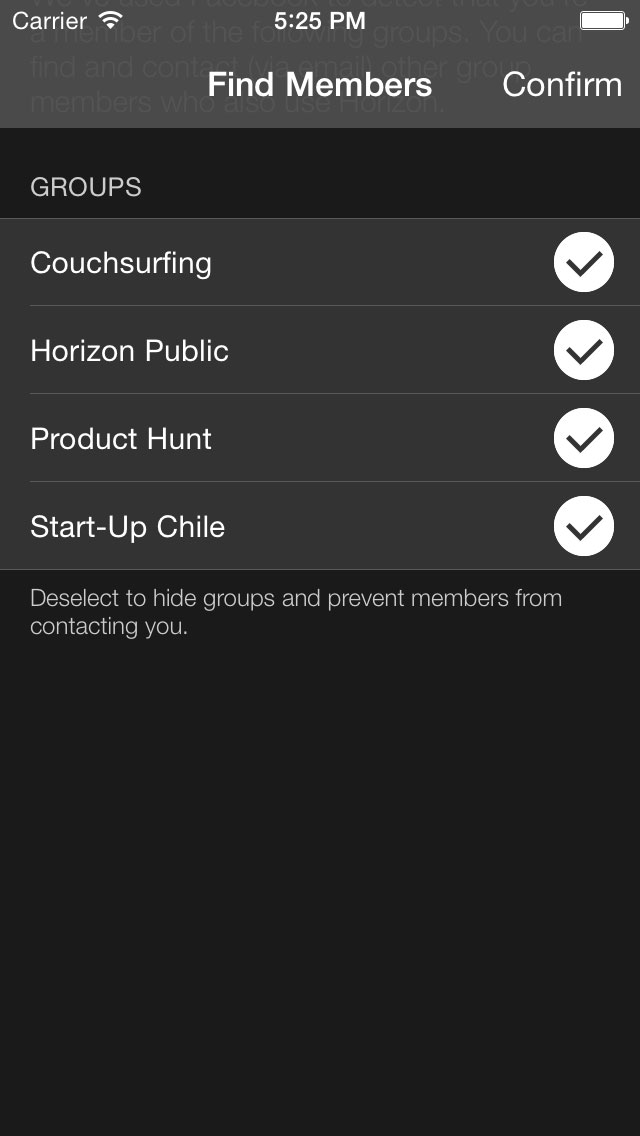 Carrier 5:25 PM
We've used Facebook to detect that you're
a member of the following groups. You can
find and contact (via email) other group
members who also use Horizon.
Find Members Confirm
GROUPS
Couchsurfing
Horizon Public
Product Hunt
Start-Up Chile
Deselect to hide groups and prevent members from
contacting you.